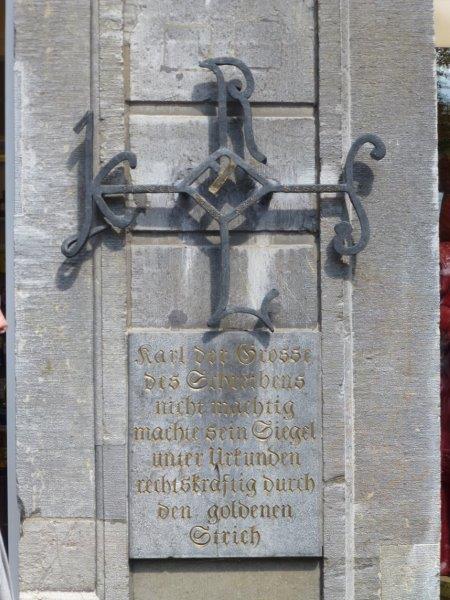 R
K S
L
Karl der Grosse
des Schreibens
nicht mächtig
machte sein Siegel
unter Urkunden
rechtskräftig durch
den goldenen
Strich